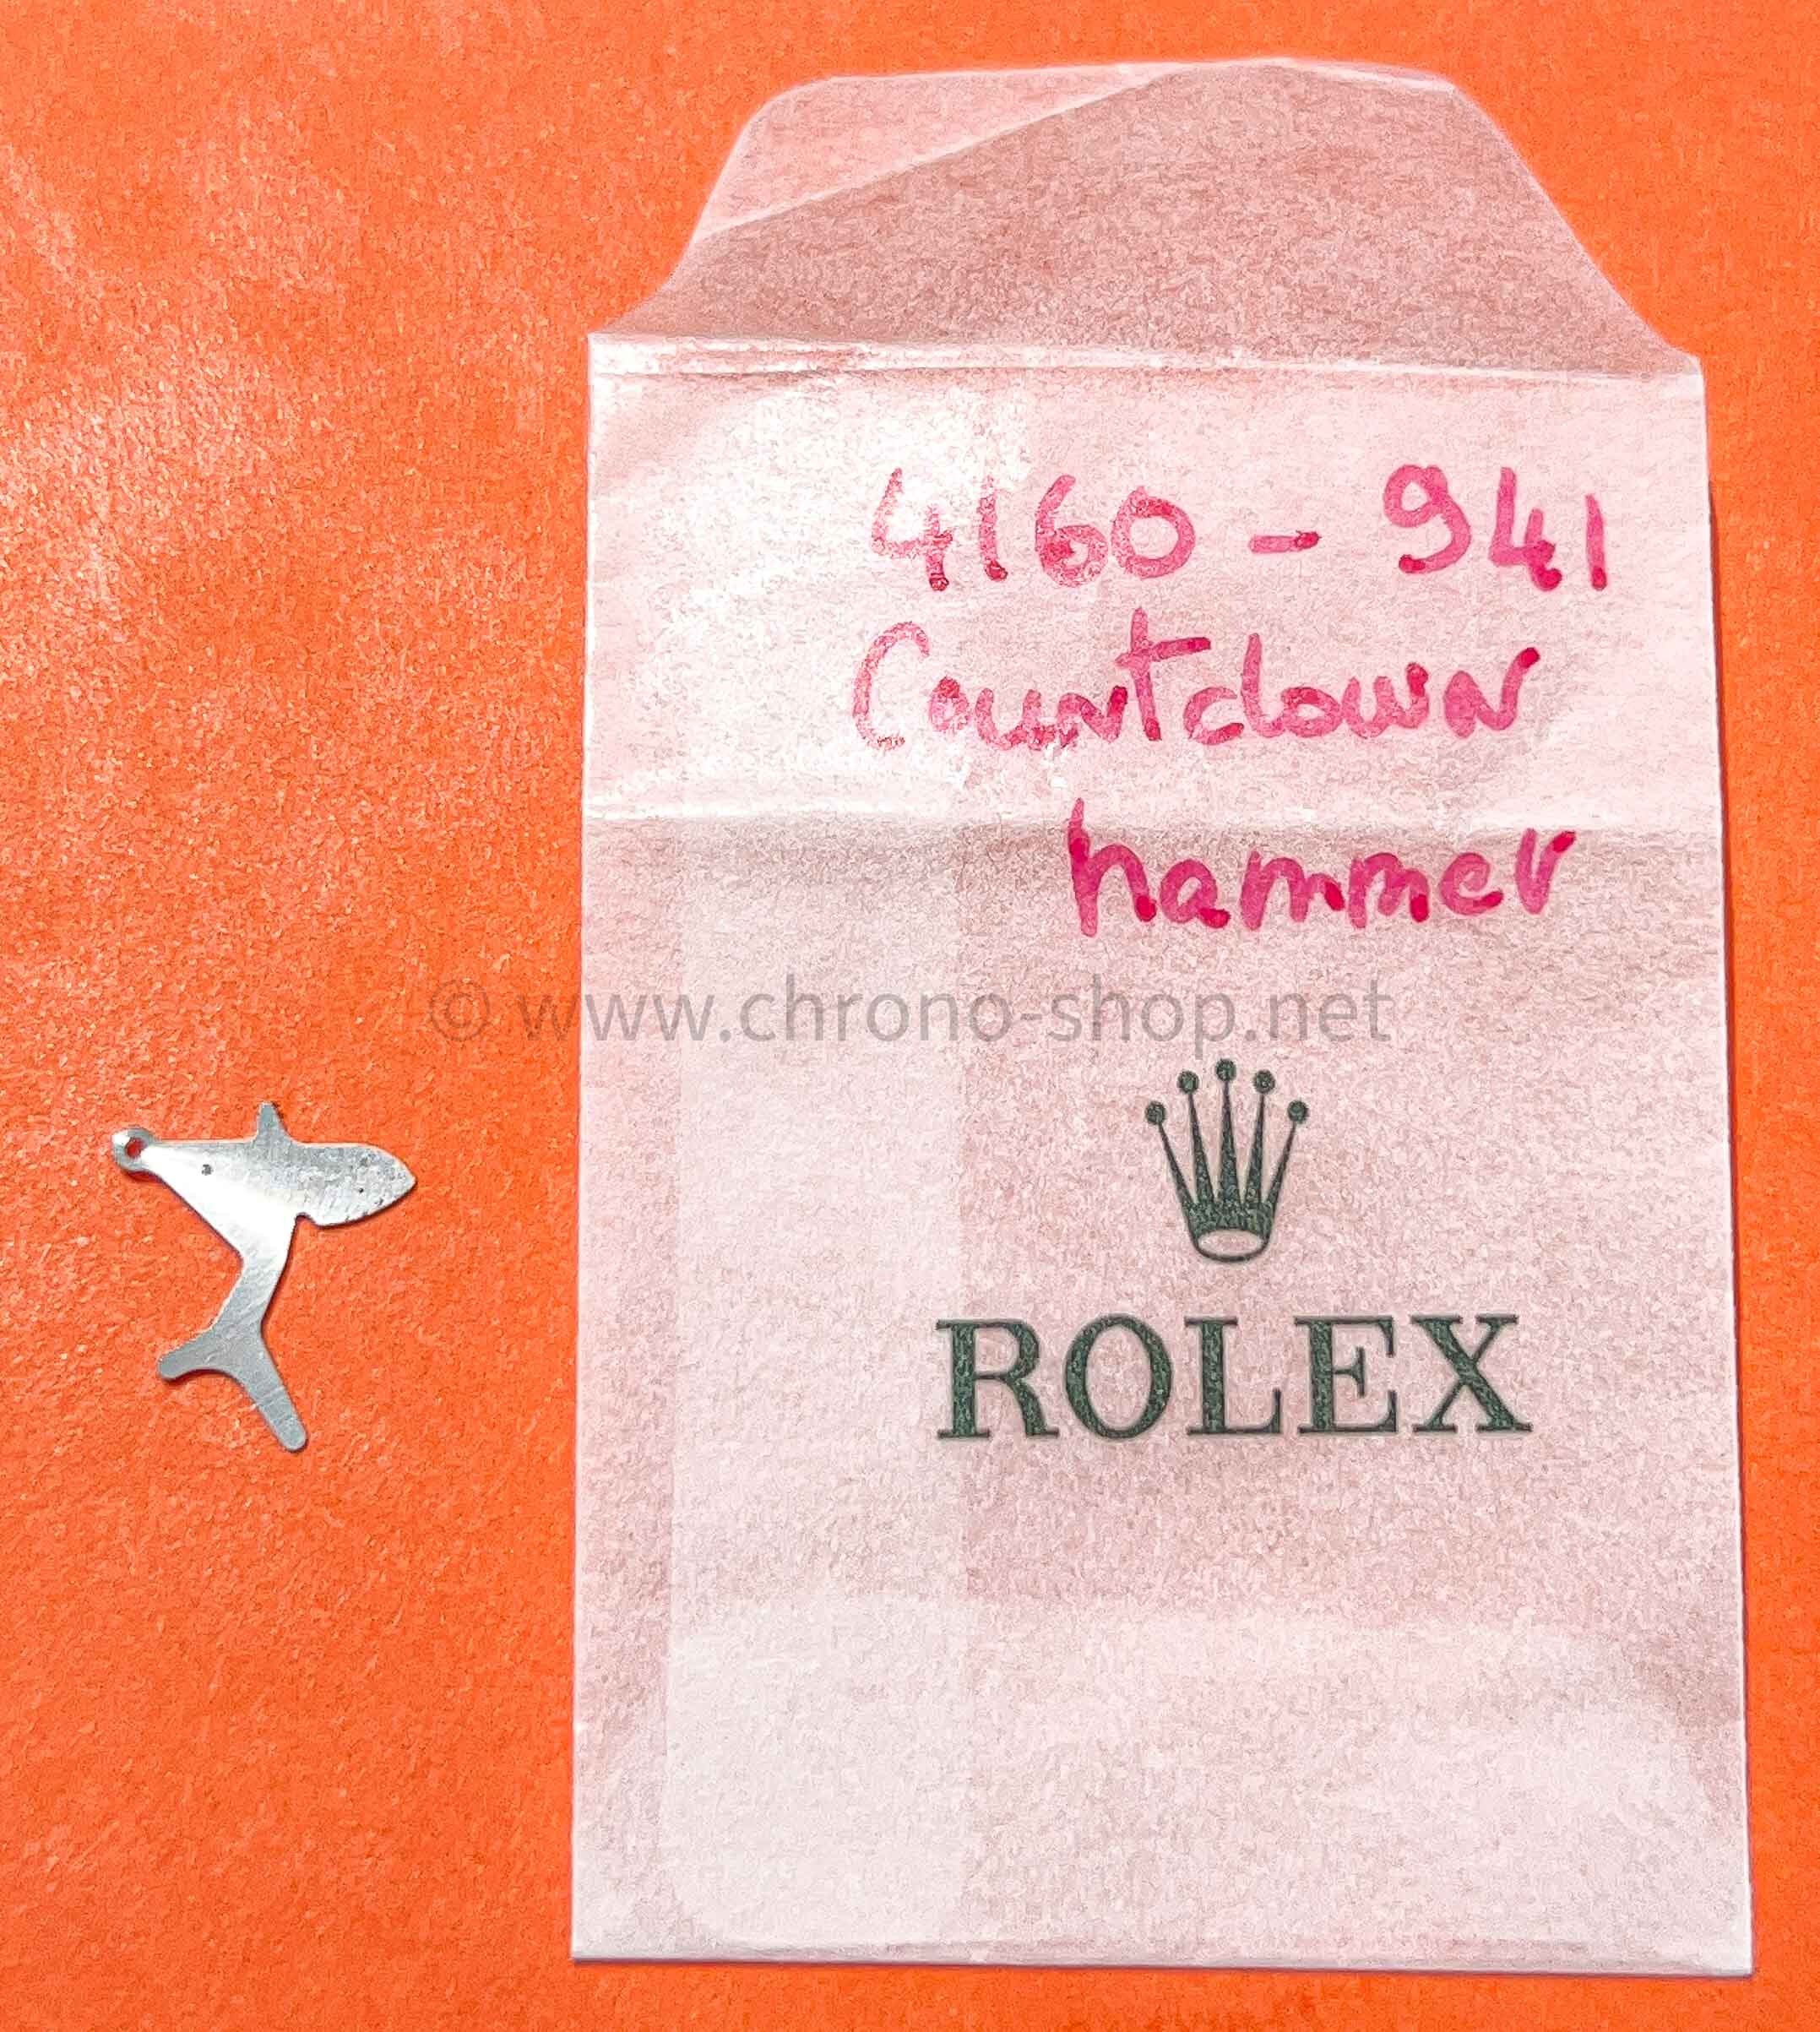 4160 - 941
Countdown
hammer
© www.chrono-shop.net
ROLEX